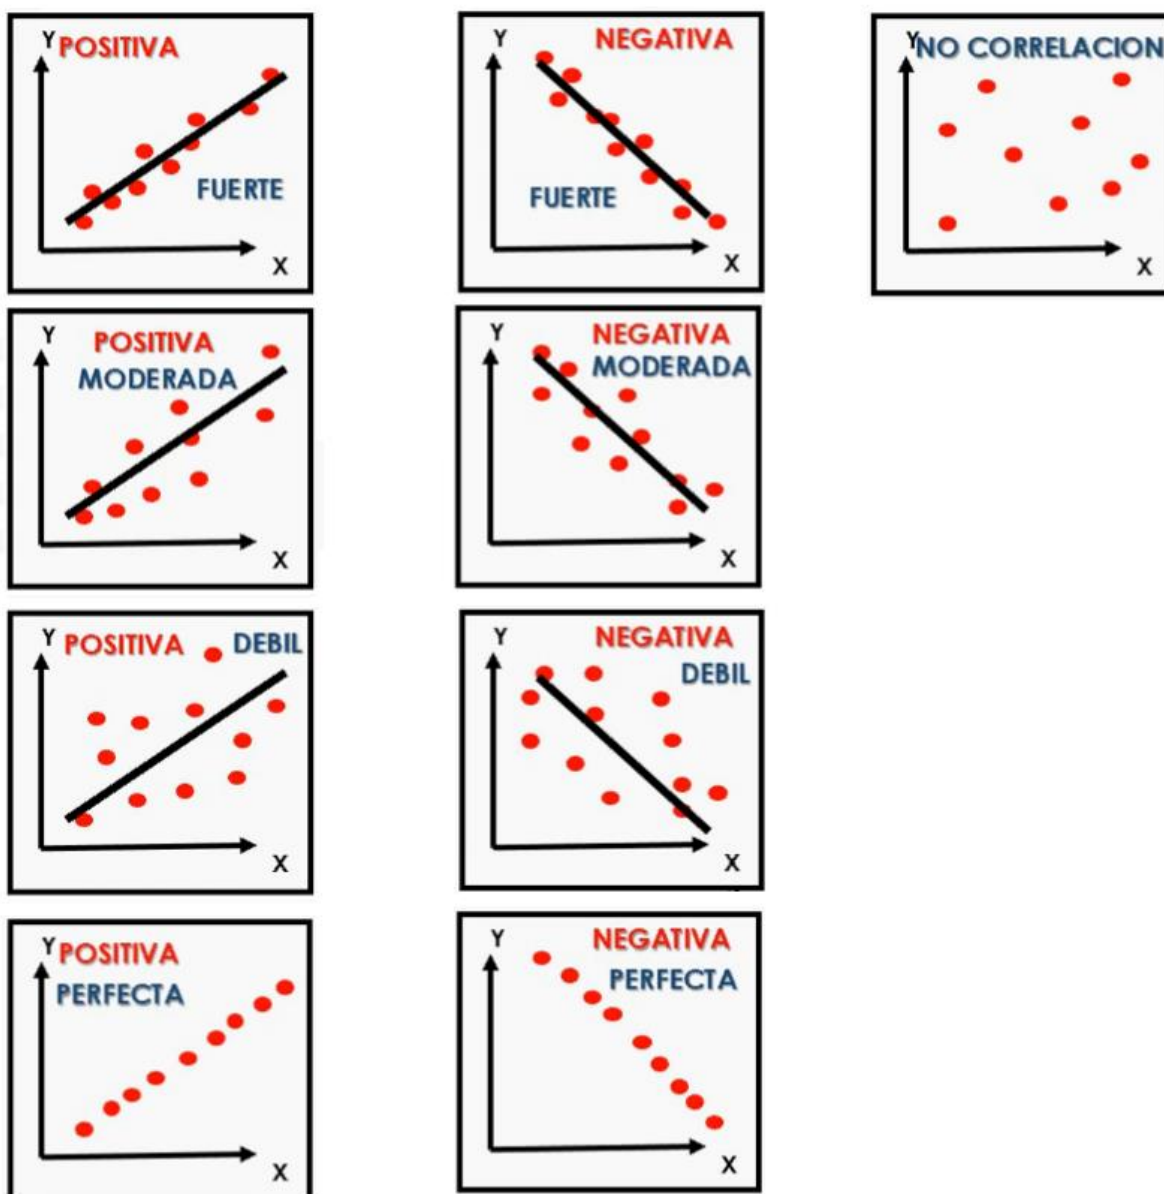 Y POSITIVA
FUERTE
X
Y NEGATIVA
FUERTE
X
Y NO CORRELACION
X
Y POSITIVA
MODERADA
X
Y NEGATIVA
MODERADA
X
Y POSITIVA DEBIL
X
Y NEGATIVA
DEBIL
X
Y POSITIVA
PERFECTA
X
Y NEGATIVA
PERFECTA
X